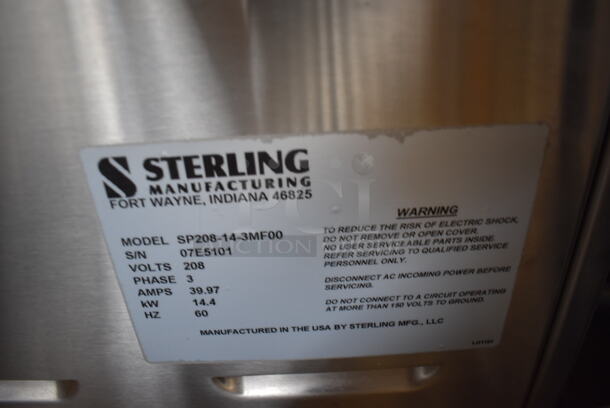 STERLING
MANUFACTURING
FORT WAYNE, INDIANA 46825
MODEL SP208-14-3MF00
S/N 07E5101
VOLTS 208
PHASE 3
AMPS 39.97
kW 14.4
HZ 60
WARNING
TO REDUCE THE RISK OF ELECTRIC SHOCK,
DO NOT REMOVE OR OPEN COVER.
NO USER SERVICEABLE PARTS INSIDE.
REFER SERVICING TO QUALIFIED SERVICE
PERSONNEL ONLY.
DISCONNECT AC INCOMING POWER BEFORE
SERVICING.
DO NOT CONNECT TO A CIRCUIT OPERATING
AT MORE THAN 150 VOLTS TO GROUND.
MANUFACTURED IN THE USA BY STERLING MFG., LLC